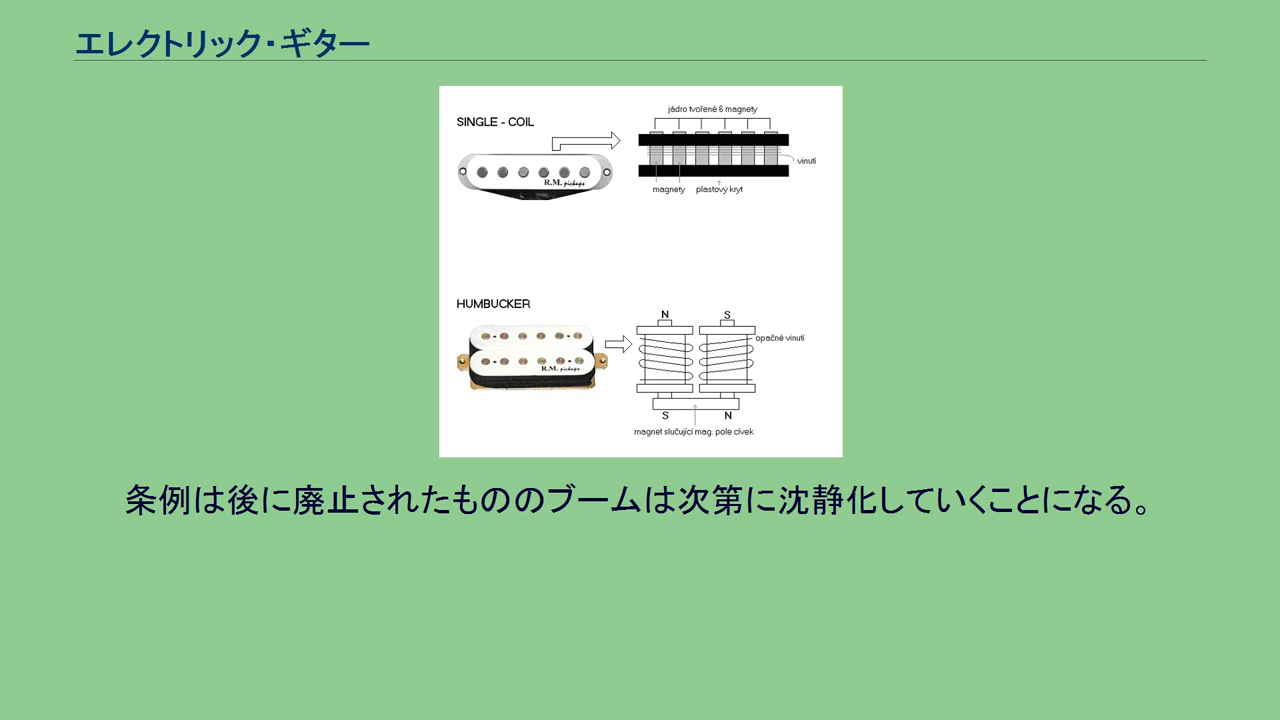 エレクトリック・ギター
SINGLE - COIL
jádro tvořené 6 magnety
vinutí
magnety
plastový kryt
R.M. pickups
HUMBUCKER
N
S
opačné vinutí
R.M. pickups
S
N
magnet slučující mag. pole cívek
条例は後に廃止されたもののブームは次第に沈静化していくことになる。